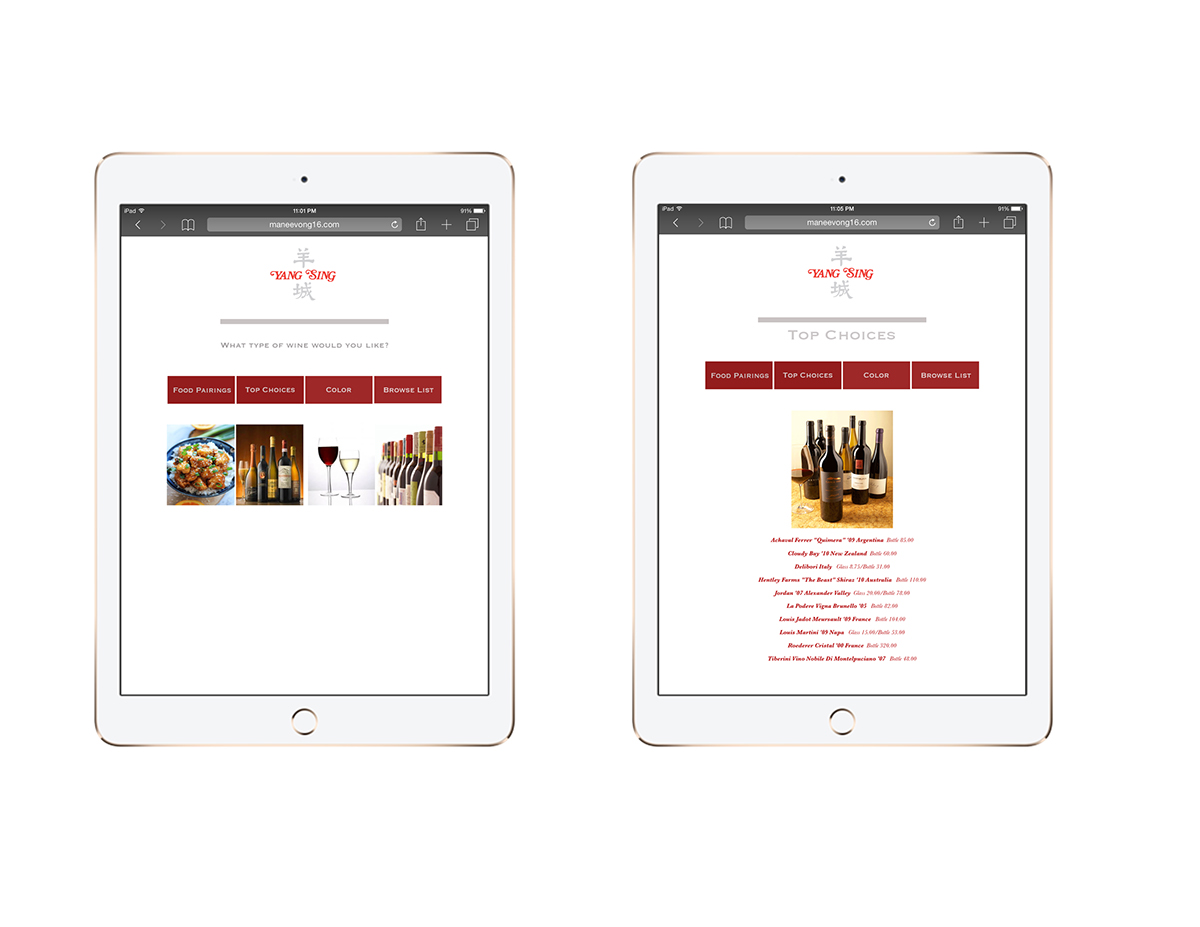 iPad
11:01 PM
91%
maneevong16.com
羊
Yang Sing
城
What type of wine would you like?
Food Pairings
Top Choices
Color
Browse List
iPad
11:05 PM
91%
maneevong16.com
羊
Yang Sing
城
Top Choices
Food Pairings
Top Choices
Color
Browse List
Achaval Ferrer "Quimera" '09 Argentina Bottle 85.00
Cloudy Bay '10 New Zealand Bottle 60.00
Delibori Italy Glass 8.75/Bottle 31.00
Hentley Farms "The Beast" Shiraz '10 Australia Bottle 110.00
Jordan '07 Alexander Valley Glass 20.00/Bottle 78.00
La Podere Vigna Brunello '05 Bottle 82.00
Louis Jadot Meursault '09 France Bottle 104.00
Louis Martini '09 Napa Glass 15.00/Bottle 53.00
Roederer Cristal '00 France Bottle 320.00
Tiberini Vino Nobile Di Montelpuciano '07 Bottle 48.00